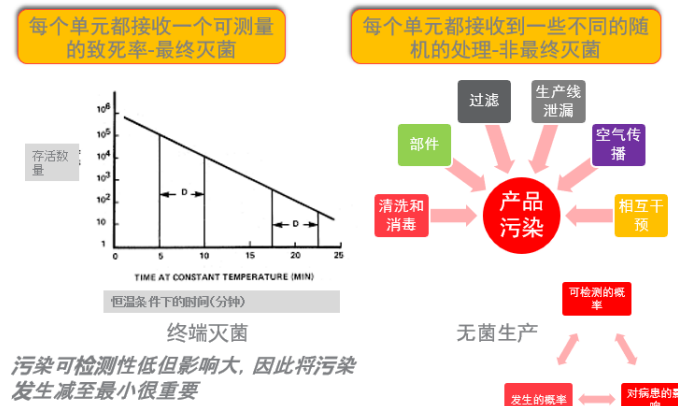 每个单元都接收一个可测量
的致死率-最终灭菌
每个单元都接收到一些不同的随
机的处理-非最终灭菌
存活数
量
10⁶
10⁵
10⁴
10³
10²
10
1
D
D
0
5
10
15
20
25
TIME AT CONSTANT TEMPERATURE (MIN)
恒温条件下的时间(分钟)
终端灭菌
过滤
生产线
泄漏
部件
空气传
播
清洗和
消毒
产品
污染
相互干
预
无菌生产
可检测的概
率
发生的概率
对病患的影
响
污染可检测性低但影响大, 因此将污染
发生减至最小很重要